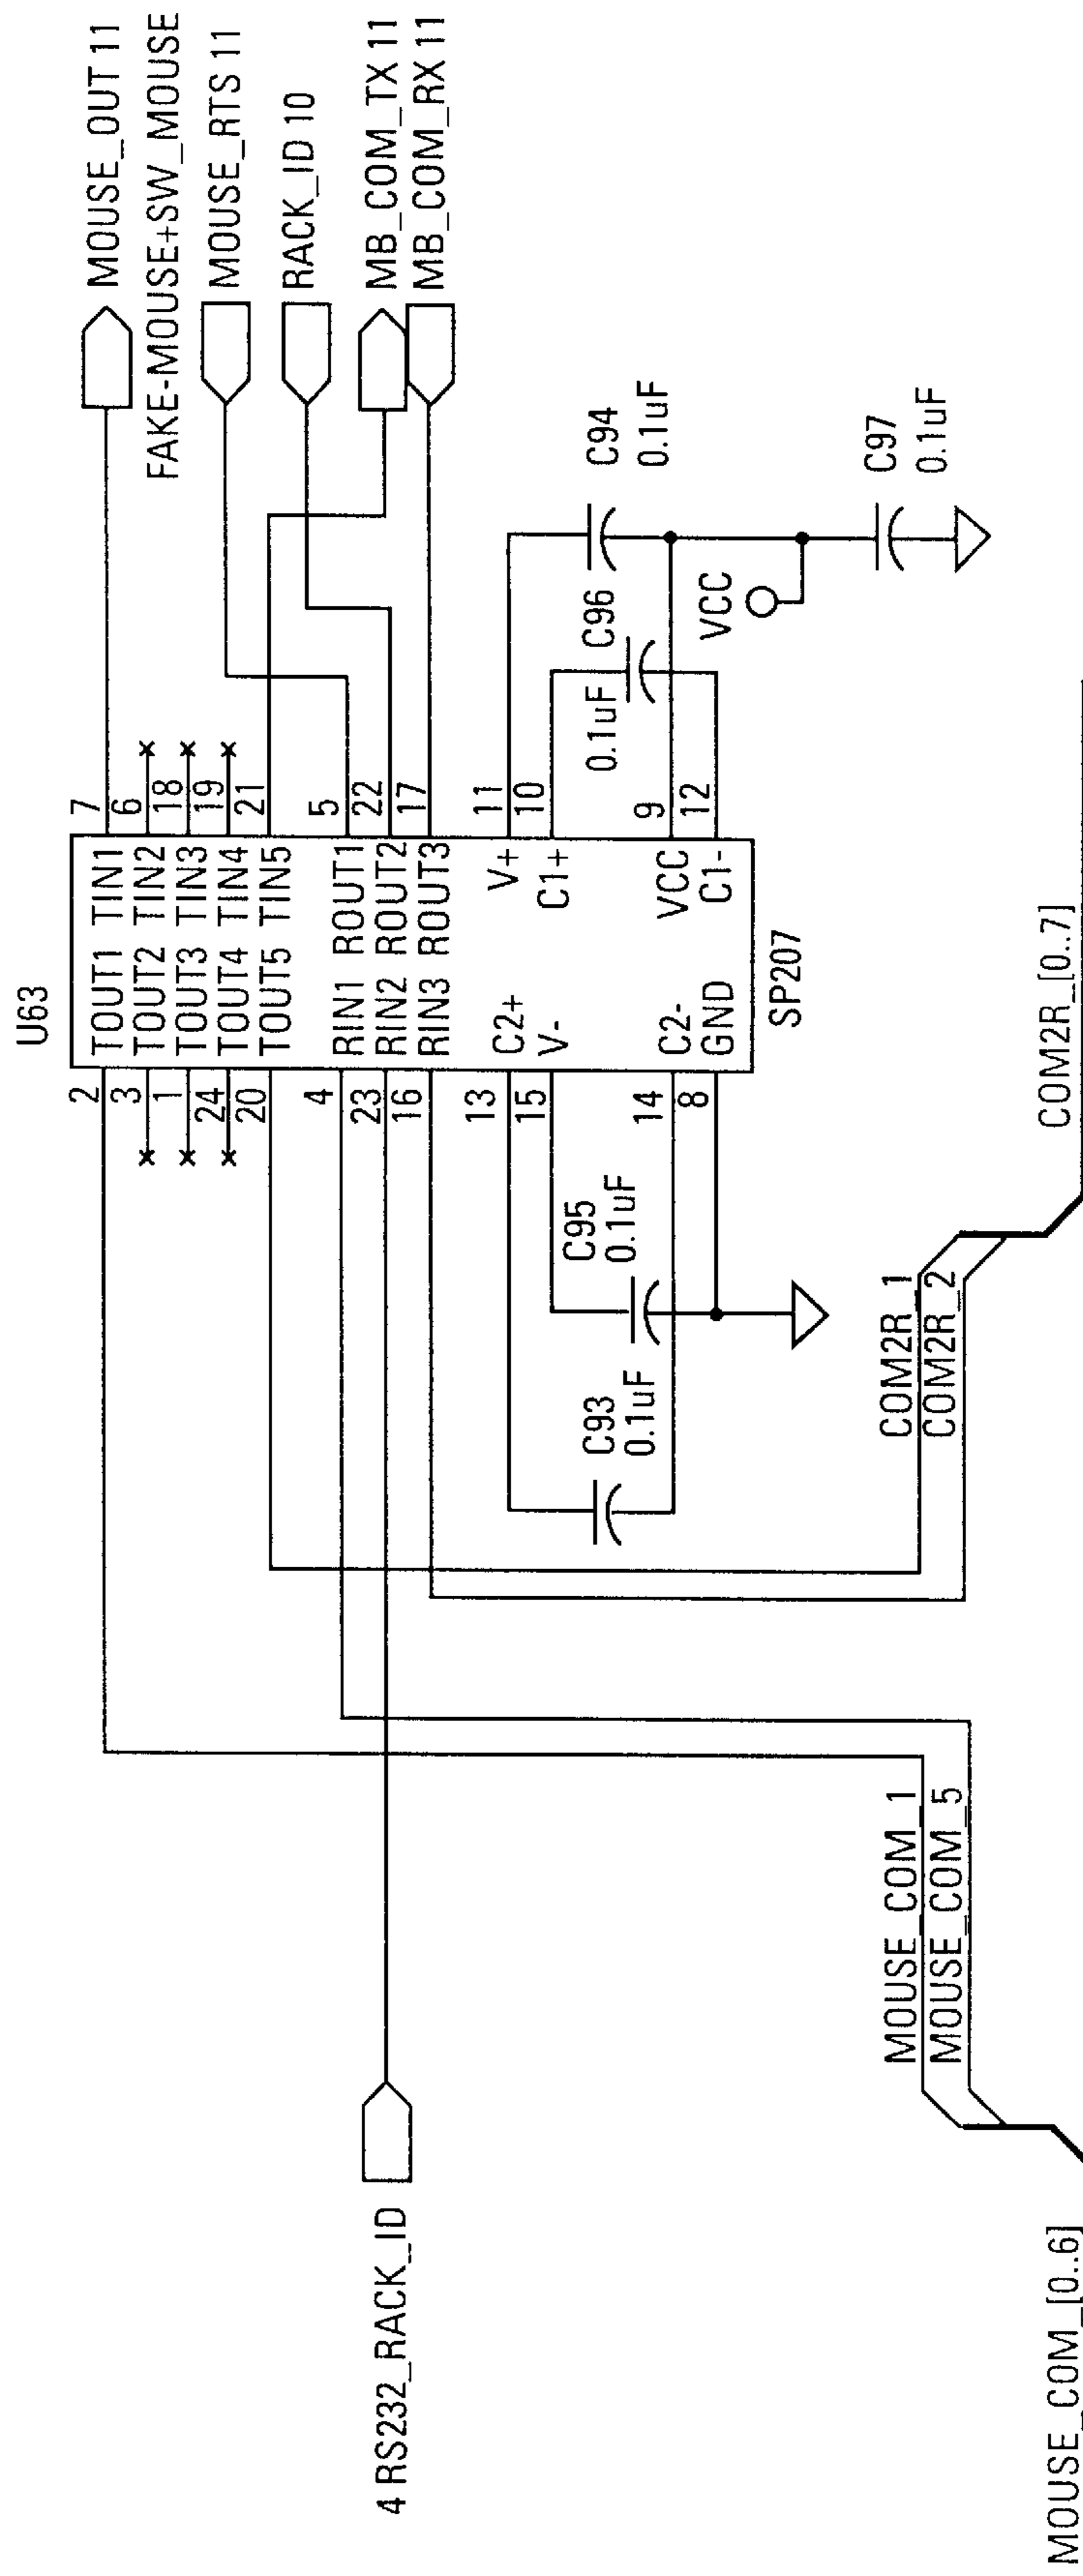 U63
2 TOUT1 TIN1 7
3 TOUT2 TIN2 6
1 TOUT3 TIN3 18
24 TOUT4 TIN4 19
20 TOUT5 TIN5 21
4 RIN1 ROUT1 5
23 RIN2 ROUT2 22
16 RIN3 ROUT3 17
13 C2+ V+ 11
15 V- C1+ 10
14 C2- VCC 9
8 GND C1- 12
SP207
MOUSE_OUT 11
FAKE-MOUSE+SW_MOUSE
MOUSE_RTS 11
RACK_ID 10
MB_COM_TX 11
MB_COM_RX 11
4 RS232_RACK_ID
C93
0.1uF
C95
0.1uF
0.1uF C96
C94
0.1uF
VCC
C97
0.1uF
MOUSE_COM_1
MOUSE_COM_5
COM2R_1
COM2R_2
MOUSE_COM_[0..6]
COM2R_[0..7]